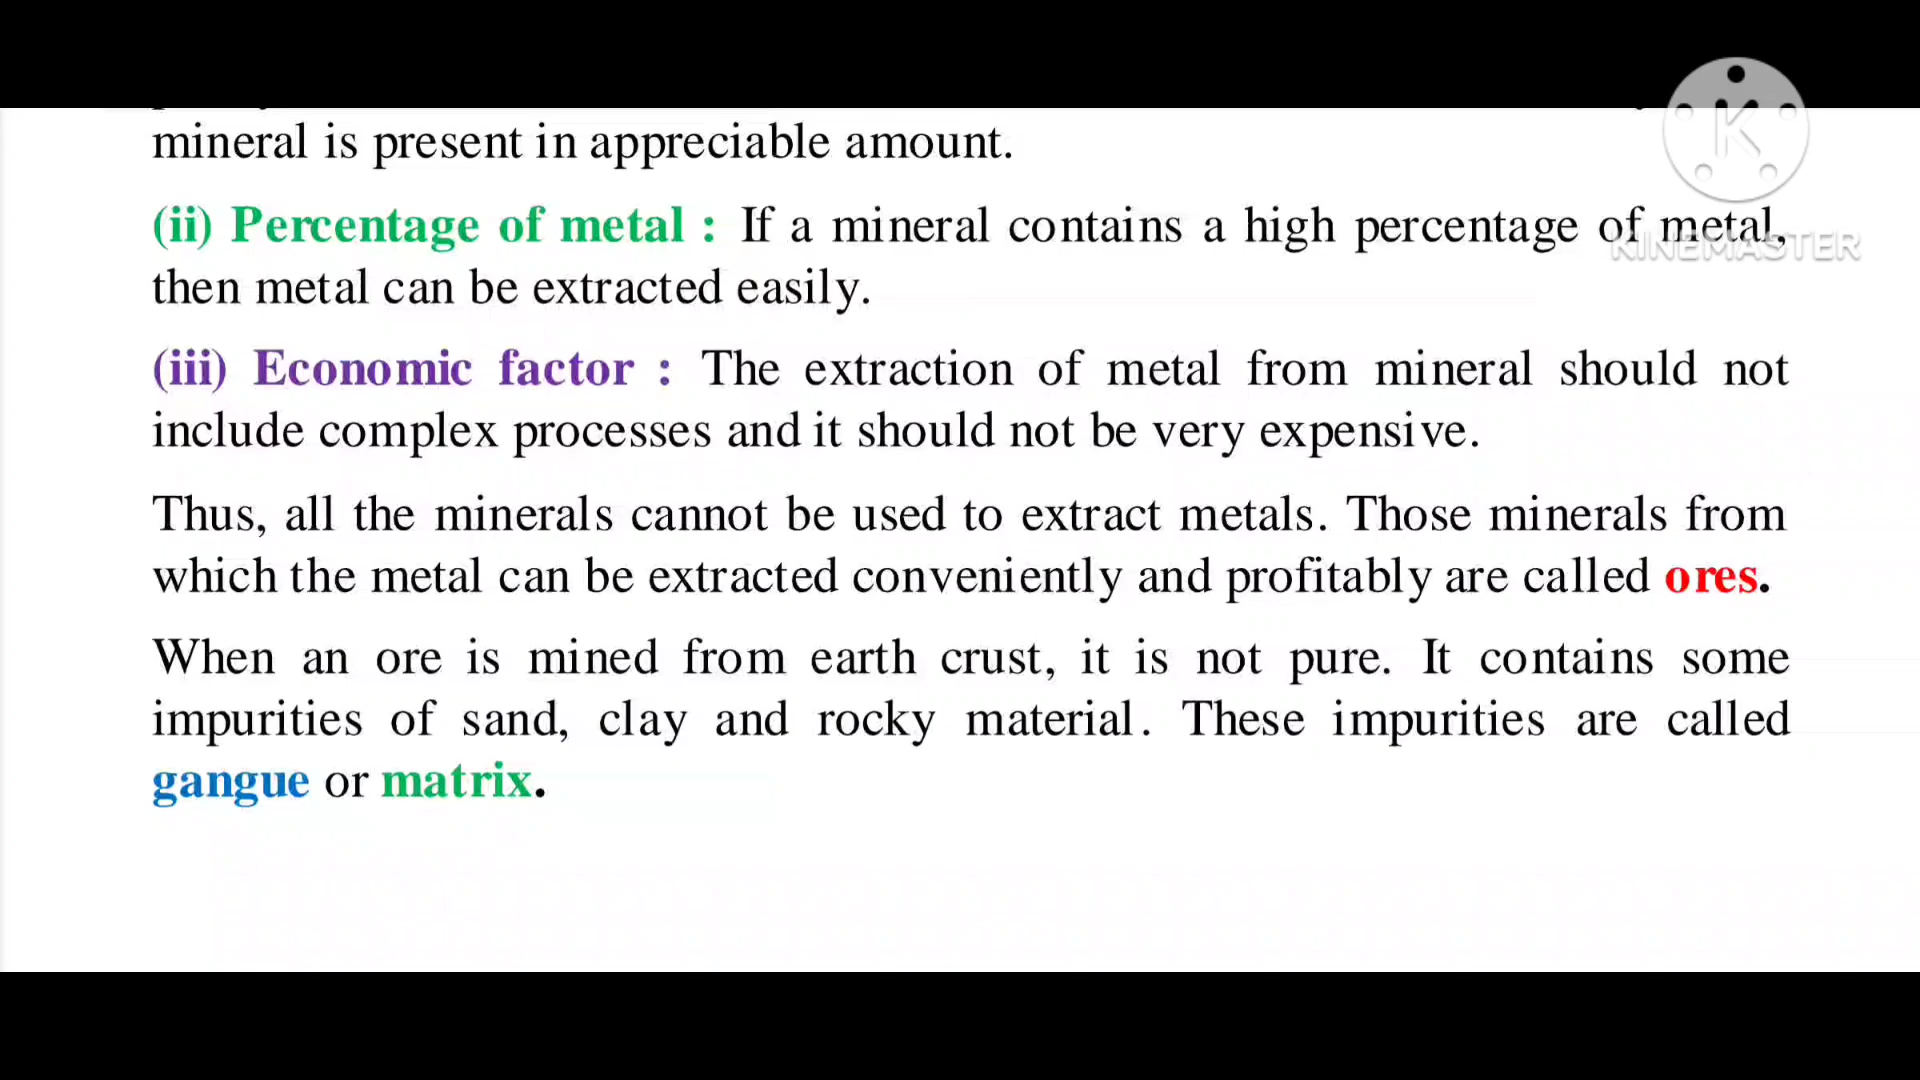 mineral is present in appreciable amount.
(ii) Percentage of metal : If a mineral contains a high percentage of metal,
then metal can be extracted easily.
(iii) Economic factor : The extraction of metal from mineral should not
include complex processes and it should not be very expensive.
Thus, all the minerals cannot be used to extract metals. Those minerals from
which the metal can be extracted conveniently and profitably are called ores.
When an ore is mined from earth crust, it is not pure. It contains some
impurities of sand, clay and rocky material. These impurities are called
gangue or matrix.
K
KINEMASTER